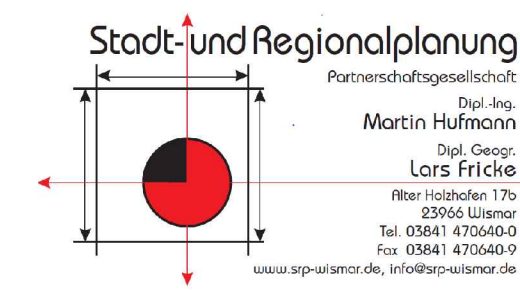 Stadt- und Regionalplanung
Partnerschaftsgesellschaft
Dipl.-Ing.
Martin Hufmann
Dipl. Geogr.
Lars Fricke
Alter Holzhafen 17b
23966 Wismar
Tel. 03841 470640-0
Fax 03841 470640-9
www.srp-wismar.de, info@srp-wismar.de